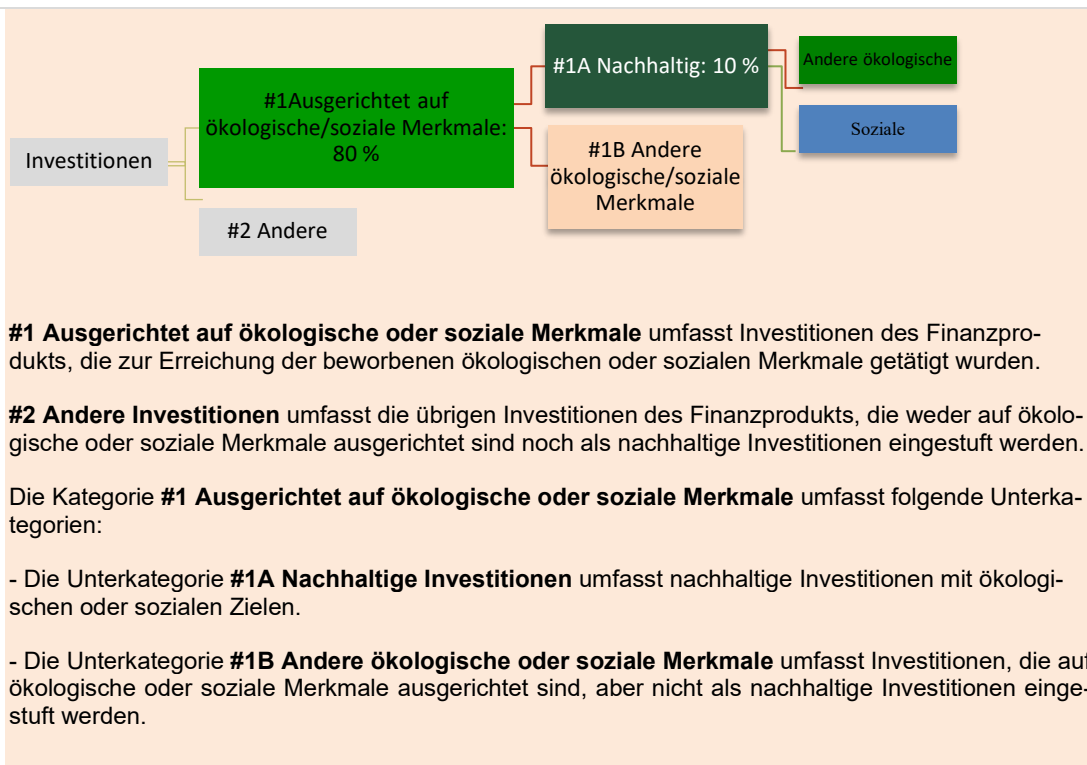 Investitionen
#1Ausgerichtet auf
ökologische/soziale Merkmale:
80 %
#2 Andere
#1A Nachhaltig: 10 %
#1B Andere
ökologische/soziale
Merkmale
Andere ökologische
Soziale
#1 Ausgerichtet auf ökologische oder soziale Merkmale umfasst Investitionen des Finanzpro-
dukts, die zur Erreichung der beworbenen ökologischen oder sozialen Merkmale getätigt wurden.
#2 Andere Investitionen umfasst die übrigen Investitionen des Finanzprodukts, die weder auf ökolo-
gische oder soziale Merkmale ausgerichtet sind noch als nachhaltige Investitionen eingestuft werden.
Die Kategorie #1 Ausgerichtet auf ökologische oder soziale Merkmale umfasst folgende Unterka-
tegorien:
- Die Unterkategorie #1A Nachhaltige Investitionen umfasst nachhaltige Investitionen mit ökologi-
schen oder sozialen Zielen.
- Die Unterkategorie #1B Andere ökologische oder soziale Merkmale umfasst Investitionen, die auf
ökologische oder soziale Merkmale ausgerichtet sind, aber nicht als nachhaltige Investitionen einge-
stuft werden.